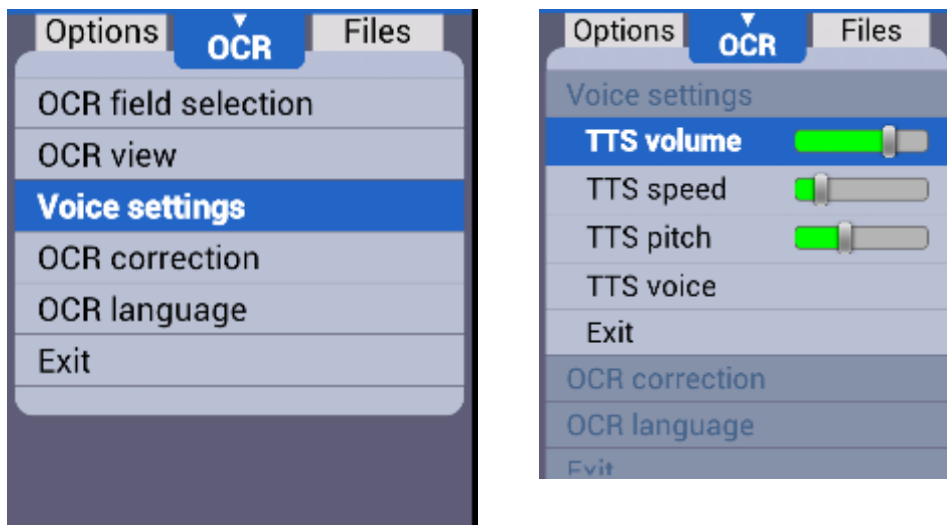 Options OCR Files
OCR field selection
OCR view
Voice settings
OCR correction
OCR language
Exit
Options OCR Files
Voice settings
TTS volume
TTS speed
TTS pitch
TTS voice
Exit
OCR correction
OCR language
Exit